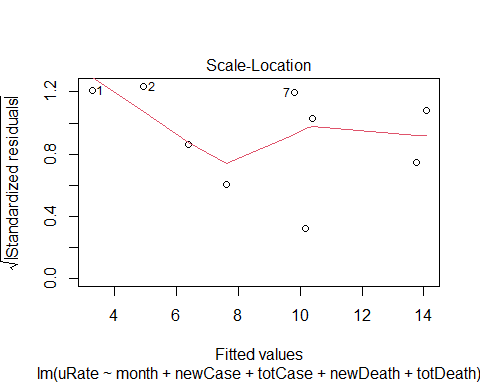 Scale-Location
√|Standardized residuals|
0.0 0.4 0.8 1.2
1
2
7
4 6 8 10 12 14
Fitted values
lm(uRate ~ month + newCase + totCase + newDeath + totDeath)